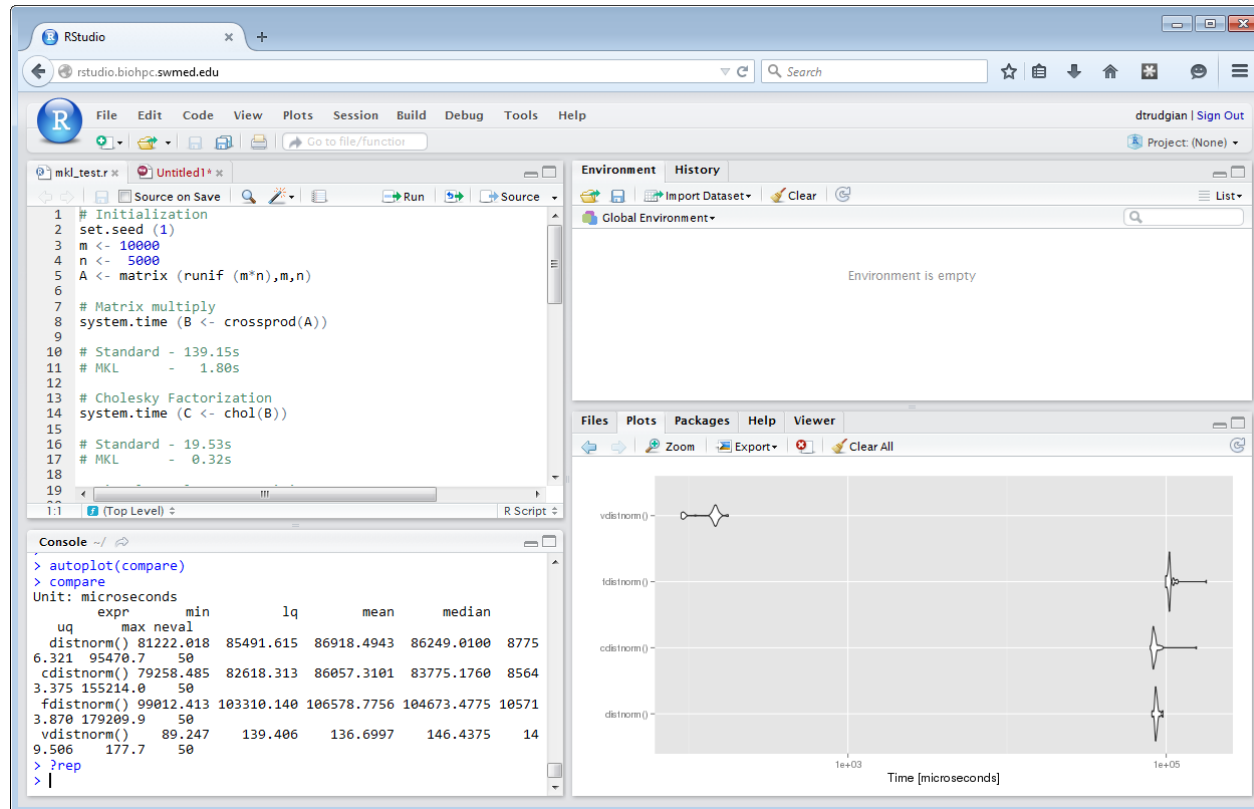 RStudio
rstudio.biohpc.swmed.edu
Search
R File Edit Code View Plots Session Build Debug Tools Help
dtrudgian | Sign Out
Go to file/function
Project: (None)
mkl_test.r
Untitled1*
Source on Save
Run
Source
1 # Initialization
2 set.seed (1)
3 m <- 10000
4 n <-  5000
5 A <- matrix (runif (m*n),m,n)
6
7 # Matrix multiply
8 system.time (B <- crossprod(A))
9
10 # Standard - 139.15s
11 # MKL      -   1.80s
12
13 # Cholesky Factorization
14 system.time (C <- chol(B))
15
16 # Standard - 19.53s
17 # MKL      -  0.32s
18
19
1:1 (Top Level)
R Script
Console ~/
> autoplot(compare)
> compare
Unit: microseconds
expr min lq mean median
uq max neval
distnorm() 81222.018 85491.615 86918.4943 86249.0100 8775
6.321 95470.7 50
cdistnorm() 79258.485 82618.313 86057.3101 83775.1760 8564
3.375 155214.0 50
fdistnorm() 99012.413 103310.140 106578.7756 104673.4775 10571
3.870 179209.9 50
vdistnorm() 89.247 139.406 136.6997 146.4375 14
9.506 177.7 50
> ?rep
>
Environment History
Import Dataset
Clear
List
Global Environment
Environment is empty
Files Plots Packages Help Viewer
Zoom
Export
Clear All
vdistnorm()
fdistnorm()
cdistnorm()
distnorm()
1e+03
1e+05
Time [microseconds]